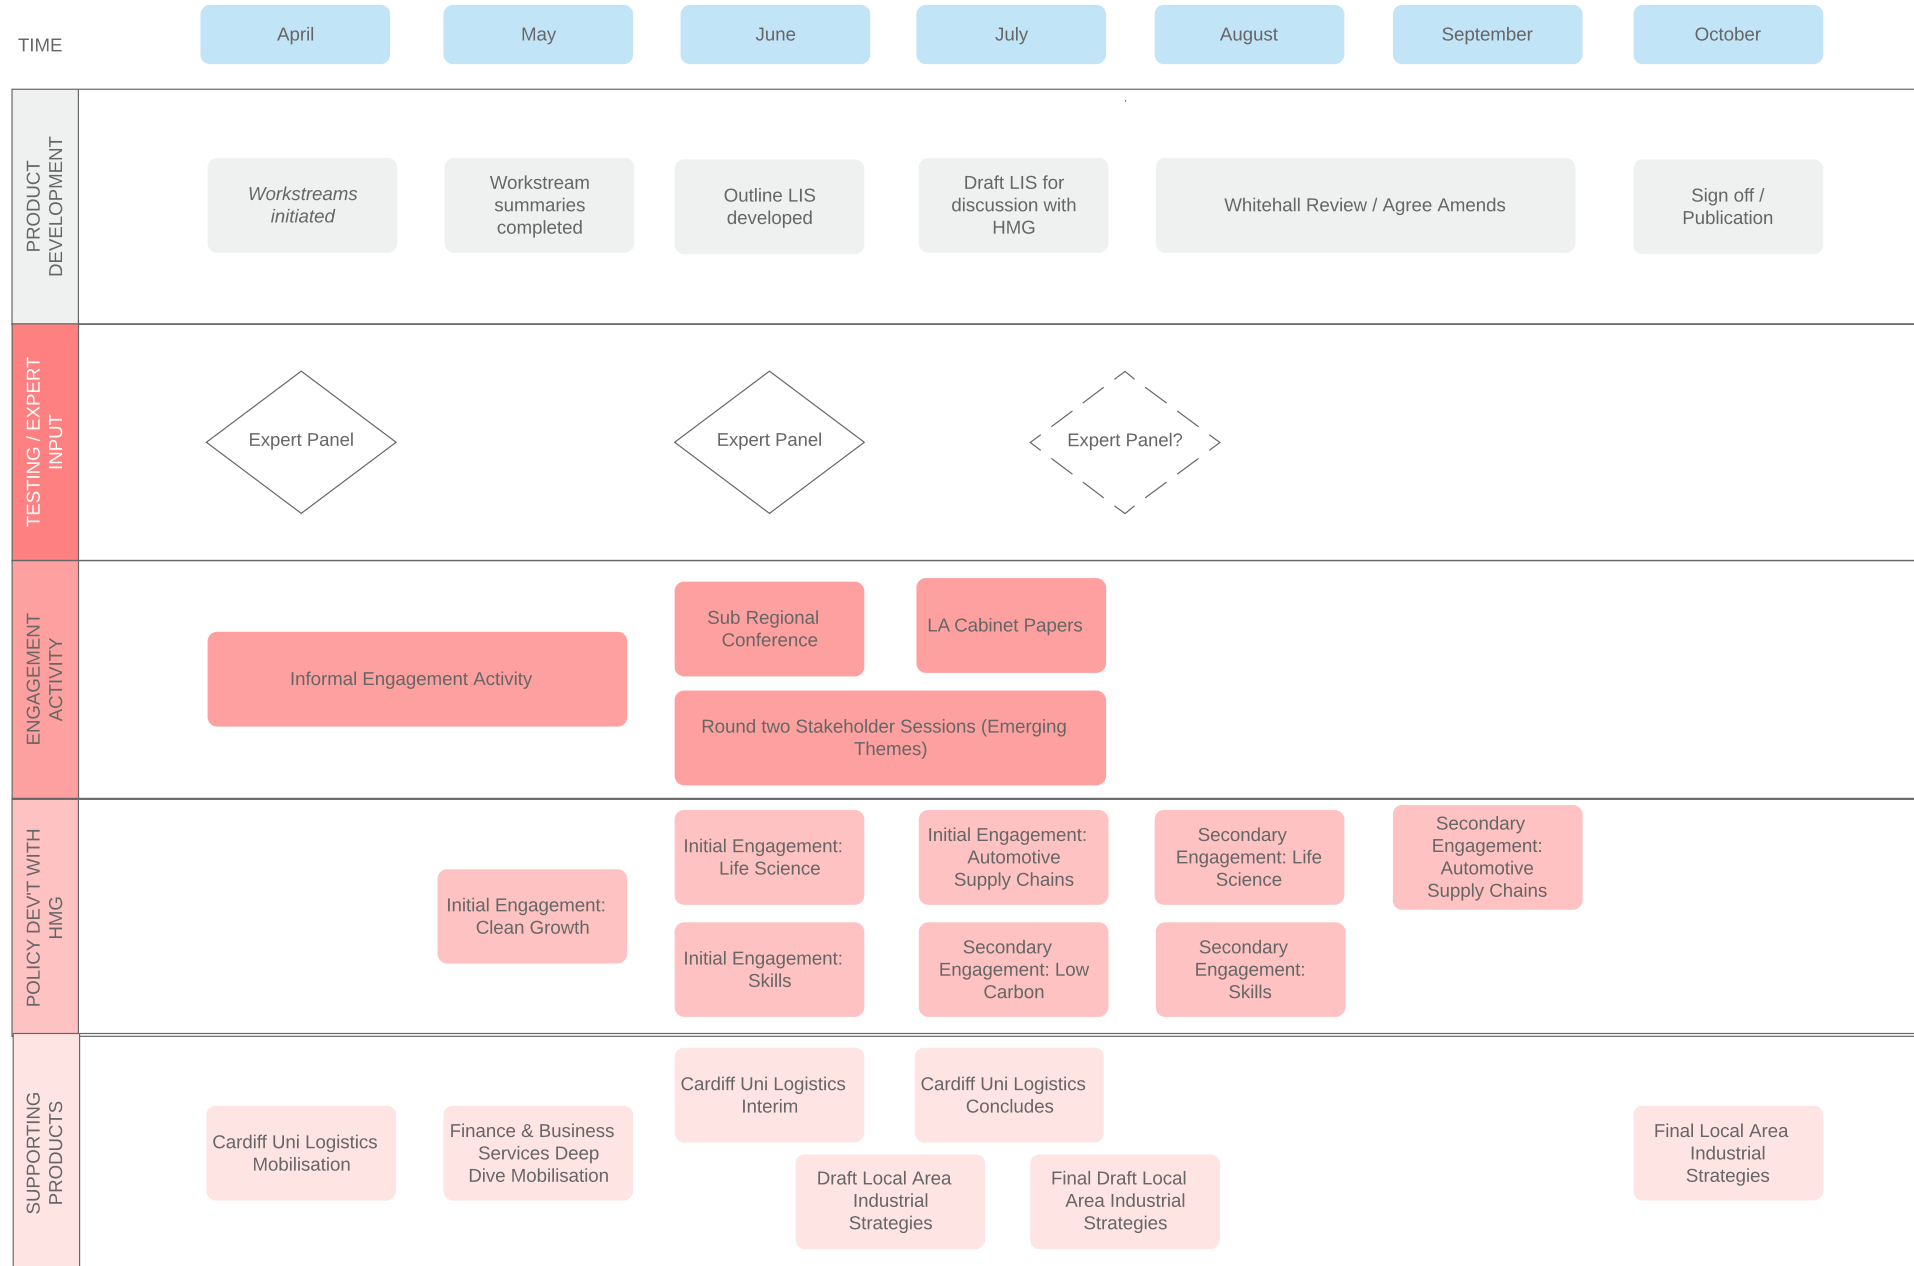 TIME
April
May
June
July
August
September
October
PRODUCT
DEVELOPMENT
Workstreams
initiated
Workstream
summaries
completed
Outline LIS
developed
Draft LIS for
discussion with
HMG
Whitehall Review / Agree Amends
Sign off /
Publication
TESTING / EXPERT
INPUT
Expert Panel
Expert Panel
Expert Panel?
ENGAGEMENT
ACTIVITY
Informal Engagement Activity
Sub Regional
Conference
LA Cabinet Papers
Round two Stakeholder Sessions (Emerging
Themes)
POLICY DEV'T WITH
HMG
Initial Engagement:
Clean Growth
Initial Engagement:
Life Science
Initial Engagement:
Skills
Initial Engagement:
Automotive
Supply Chains
Secondary
Engagement: Low
Carbon
Secondary
Engagement: Life
Science
Secondary
Engagement:
Skills
Secondary
Engagement:
Automotive
Supply Chains
SUPPORTING
PRODUCTS
Cardiff Uni Logistics
Mobilisation
Finance & Business
Services Deep
Dive Mobilisation
Cardiff Uni Logistics
Interim
Draft Local Area
Industrial
Strategies
Cardiff Uni Logistics
Concludes
Final Draft Local
Area Industrial
Strategies
Final Local Area
Industrial
Strategies